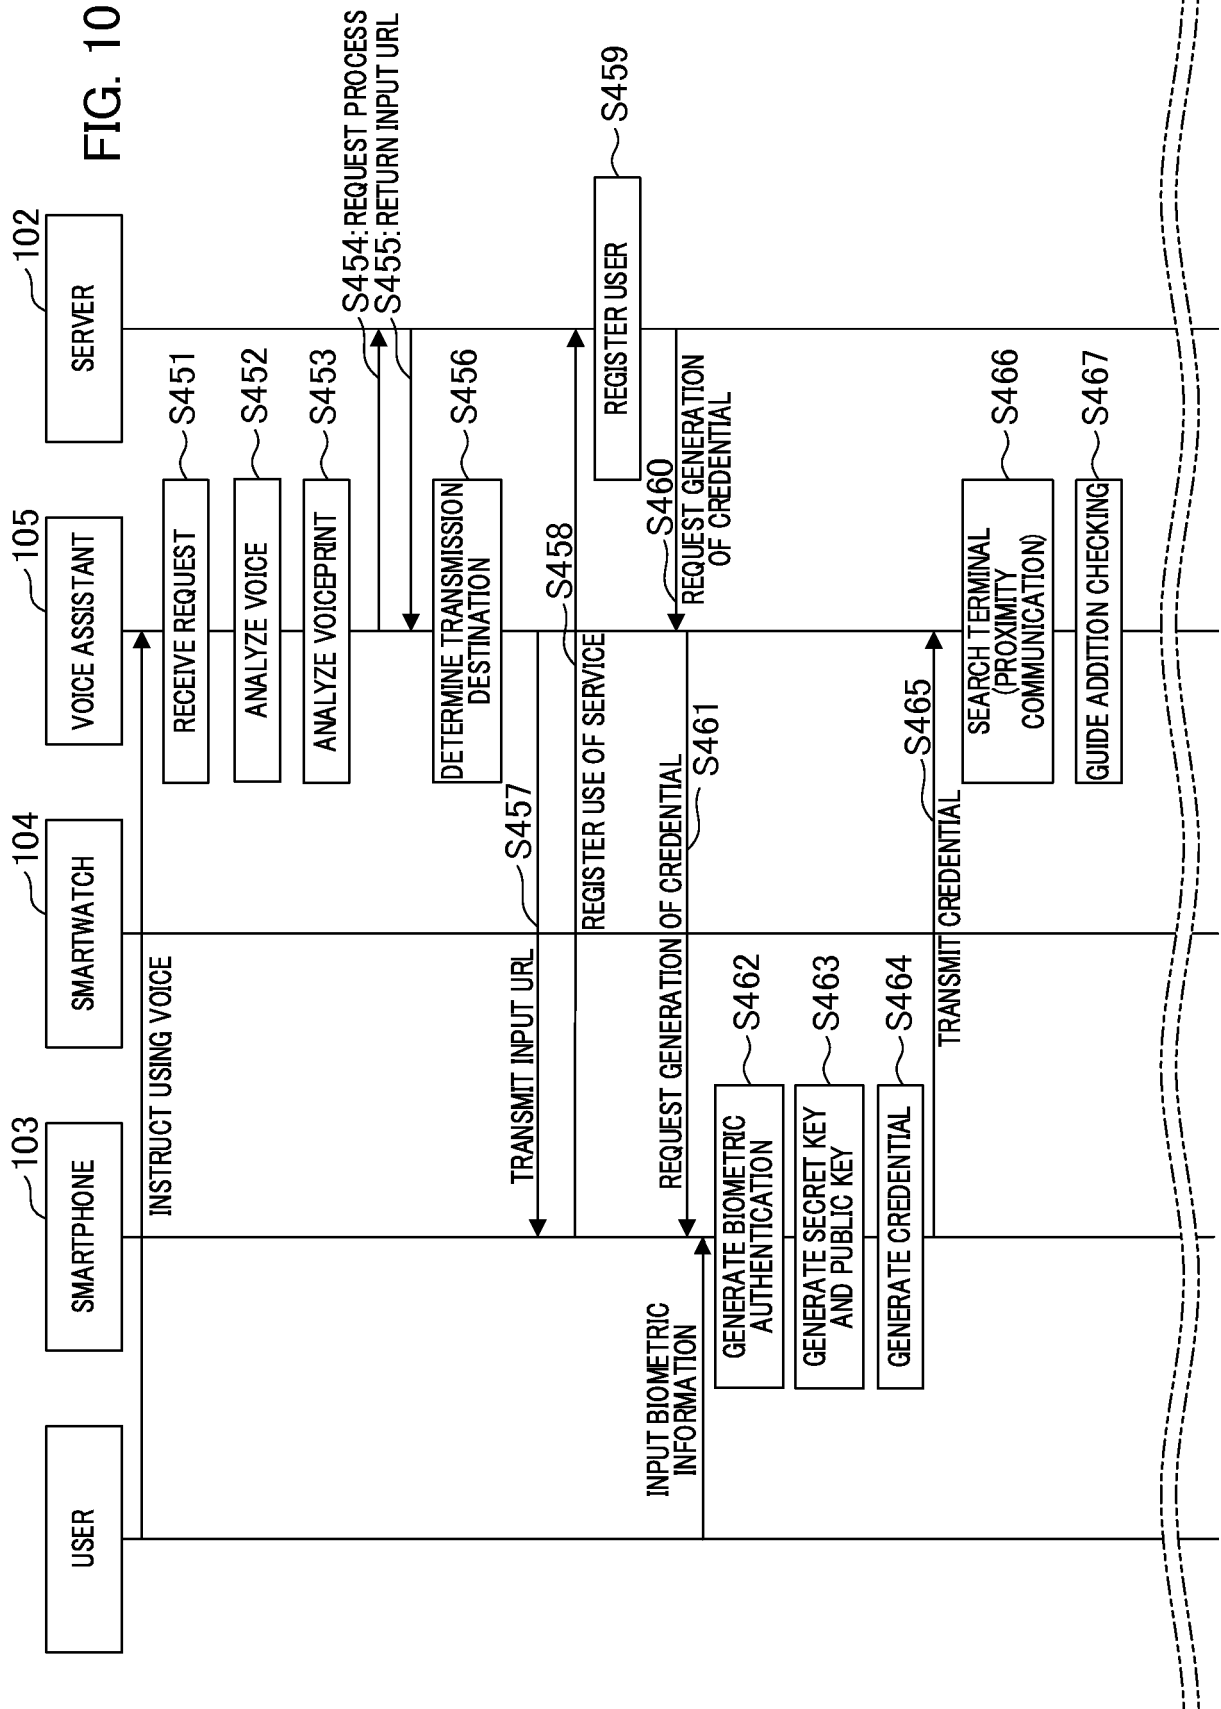 FIG. 10
USER
SMARTPHONE
103
SMARTWATCH
104
VOICE ASSISTANT
105
SERVER
102
INSTRUCT USING VOICE
RECEIVE REQUEST
S451
ANALYZE VOICE
S452
ANALYZE VOICEPRINT
S453
S454: REQUEST PROCESS
S455: RETURN INPUT URL
DETERMINE TRANSMISSION
DESTINATION
S456
TRANSMIT INPUT URL
S457
REGISTER USE OF SERVICE
S458
REGISTER USER
S459
S460
REQUEST GENERATION
OF CREDENTIAL
REQUEST GENERATION OF CREDENTIAL
S461
INPUT BIOMETRIC
INFORMATION
GENERATE BIOMETRIC
AUTHENTICATION
S462
GENERATE SECRET KEY
AND PUBLIC KEY
S463
GENERATE CREDENTIAL
S464
TRANSMIT CREDENTIAL
S465
SEARCH TERMINAL
(PROXIMITY
COMMUNICATION)
S466
GUIDE ADDITION CHECKING
S467